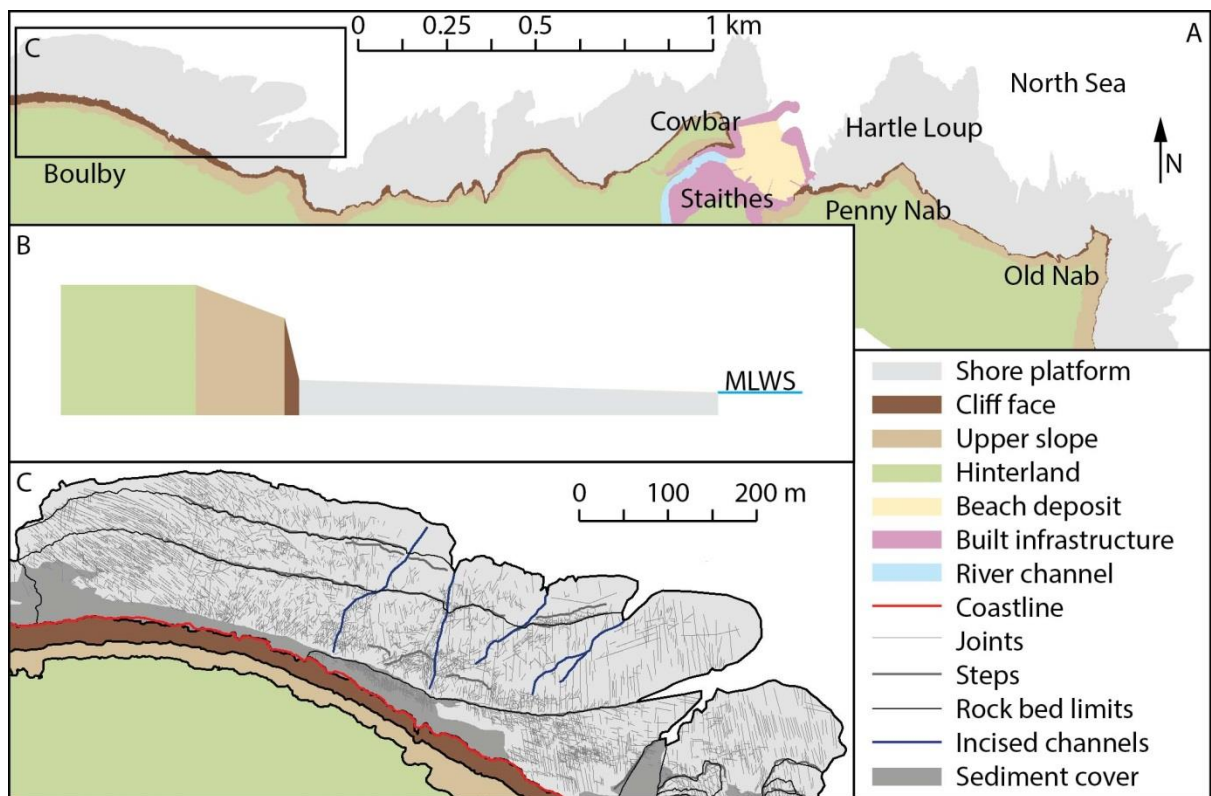 C
0 0.25 0.5 1 km
A
North Sea
Cowbar
Hartle Loup
N
Boulby
Staithes
Penny Nab
Old Nab
B
MLWS
C
0 100 200 m
Shore platform
Cliff face
Upper slope
Hinterland
Beach deposit
Built infrastructure
River channel
Coastline
Joints
Steps
Rock bed limits
Incised channels
Sediment cover